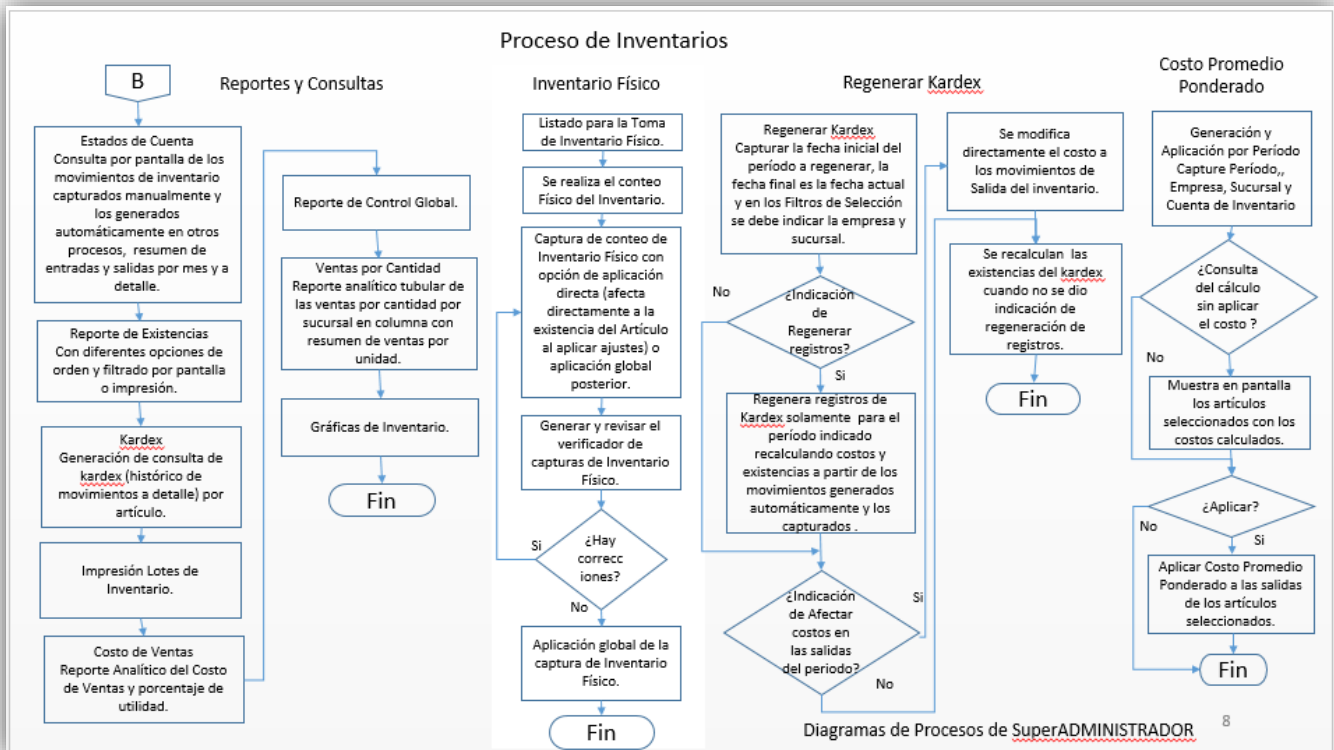 Proceso de Inventarios
B
Reportes y Consultas
Estados de Cuenta
Consulta por pantalla de los
movimientos de inventario
capturados manualmente y
los generados
automáticamente en otros
procesos, resumen de
entradas y salidas por mes y a
detalle.
Reporte de Existencias
Con diferentes opciones de
orden y filtrado por pantalla
o impresión.
Kardex
Generación de consulta de
kardex (histórico de
movimientos a detalle) por
artículo.
Impresión Lotes de
Inventario.
Costo de Ventas
Reporte Analítico del Costo
de Ventas y porcentaje de
utilidad.
Reporte de Control Global.
Ventas por Cantidad
Reporte analítico tubular de
las ventas por cantidad por
sucursal en columna con
resumen de ventas por
unidad.
Gráficas de Inventario.
Fin
Inventario Físico
Listado para la Toma
de Inventario Físico.
Se realiza el conteo
Físico del Inventario.
Captura de conteo de
Inventario Físico con
opción de aplicación
directa (afecta
directamente a la
existencia del Artículo
al aplicar ajustes) o
aplicación global
posterior.
Generar y revisar el
verificador de
capturas de Inventario
Físico.
¿Hay
correcc
iones?
Si
No
Aplicación global de la
captura de Inventario
Físico.
Fin
Regenerar Kardex
Regenerar Kardex
Capturar la fecha inicial del
período a regenerar, la
fecha final es la fecha actual
y en los Filtros de Selección
se debe indicar la empresa y
sucursal.
No
¿Indicación
de
Regenerar
registros?
Si
Regenera registros de
Kardex solamente para el
período indicado
recalculando costos y
existencias a partir de los
movimientos generados
automáticamente y los
capturados .
¿Indicación
de Afectar
costos en
las salidas
del periodo?
Si
No
Se modifica
directamente el costo a
los movimientos de
Salida del inventario.
Se recalculan las
existencias del kardex
cuando no se dio
indicación de
regeneración de
registros.
Fin
Costo Promedio
Ponderado
Generación y
Aplicación por Período
Capture Período,,
Empresa, Sucursal y
Cuenta de Inventario
¿Consulta
del cálculo
sin aplicar
el costo ?
No
Muestra en pantalla
los artículos
seleccionados con los
costos calculados.
¿Aplicar?
No
Si
Aplicar Costo Promedio
Ponderado a las salidas
de los artículos
seleccionados.
Fin
Diagramas de Procesos de SuperADMINISTRADOR
8